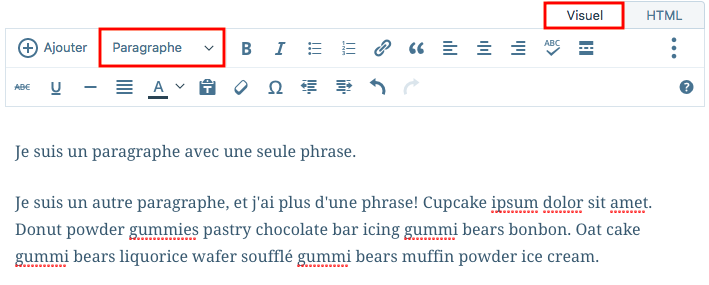 Visuel HTML
Ajouter Paragraphe B I ABC
ABC U A Ω ?
Je suis un paragraphe avec une seule phrase.
Je suis un autre paragraphe, et j'ai plus d'une phrase! Cupcake ipsum dolor sit amet.
Donut powder gummies pastry chocolate bar icing gummi bears bonbon. Oat cake
gummi bears liquorice wafer soufflé gummi bears muffin powder ice cream.